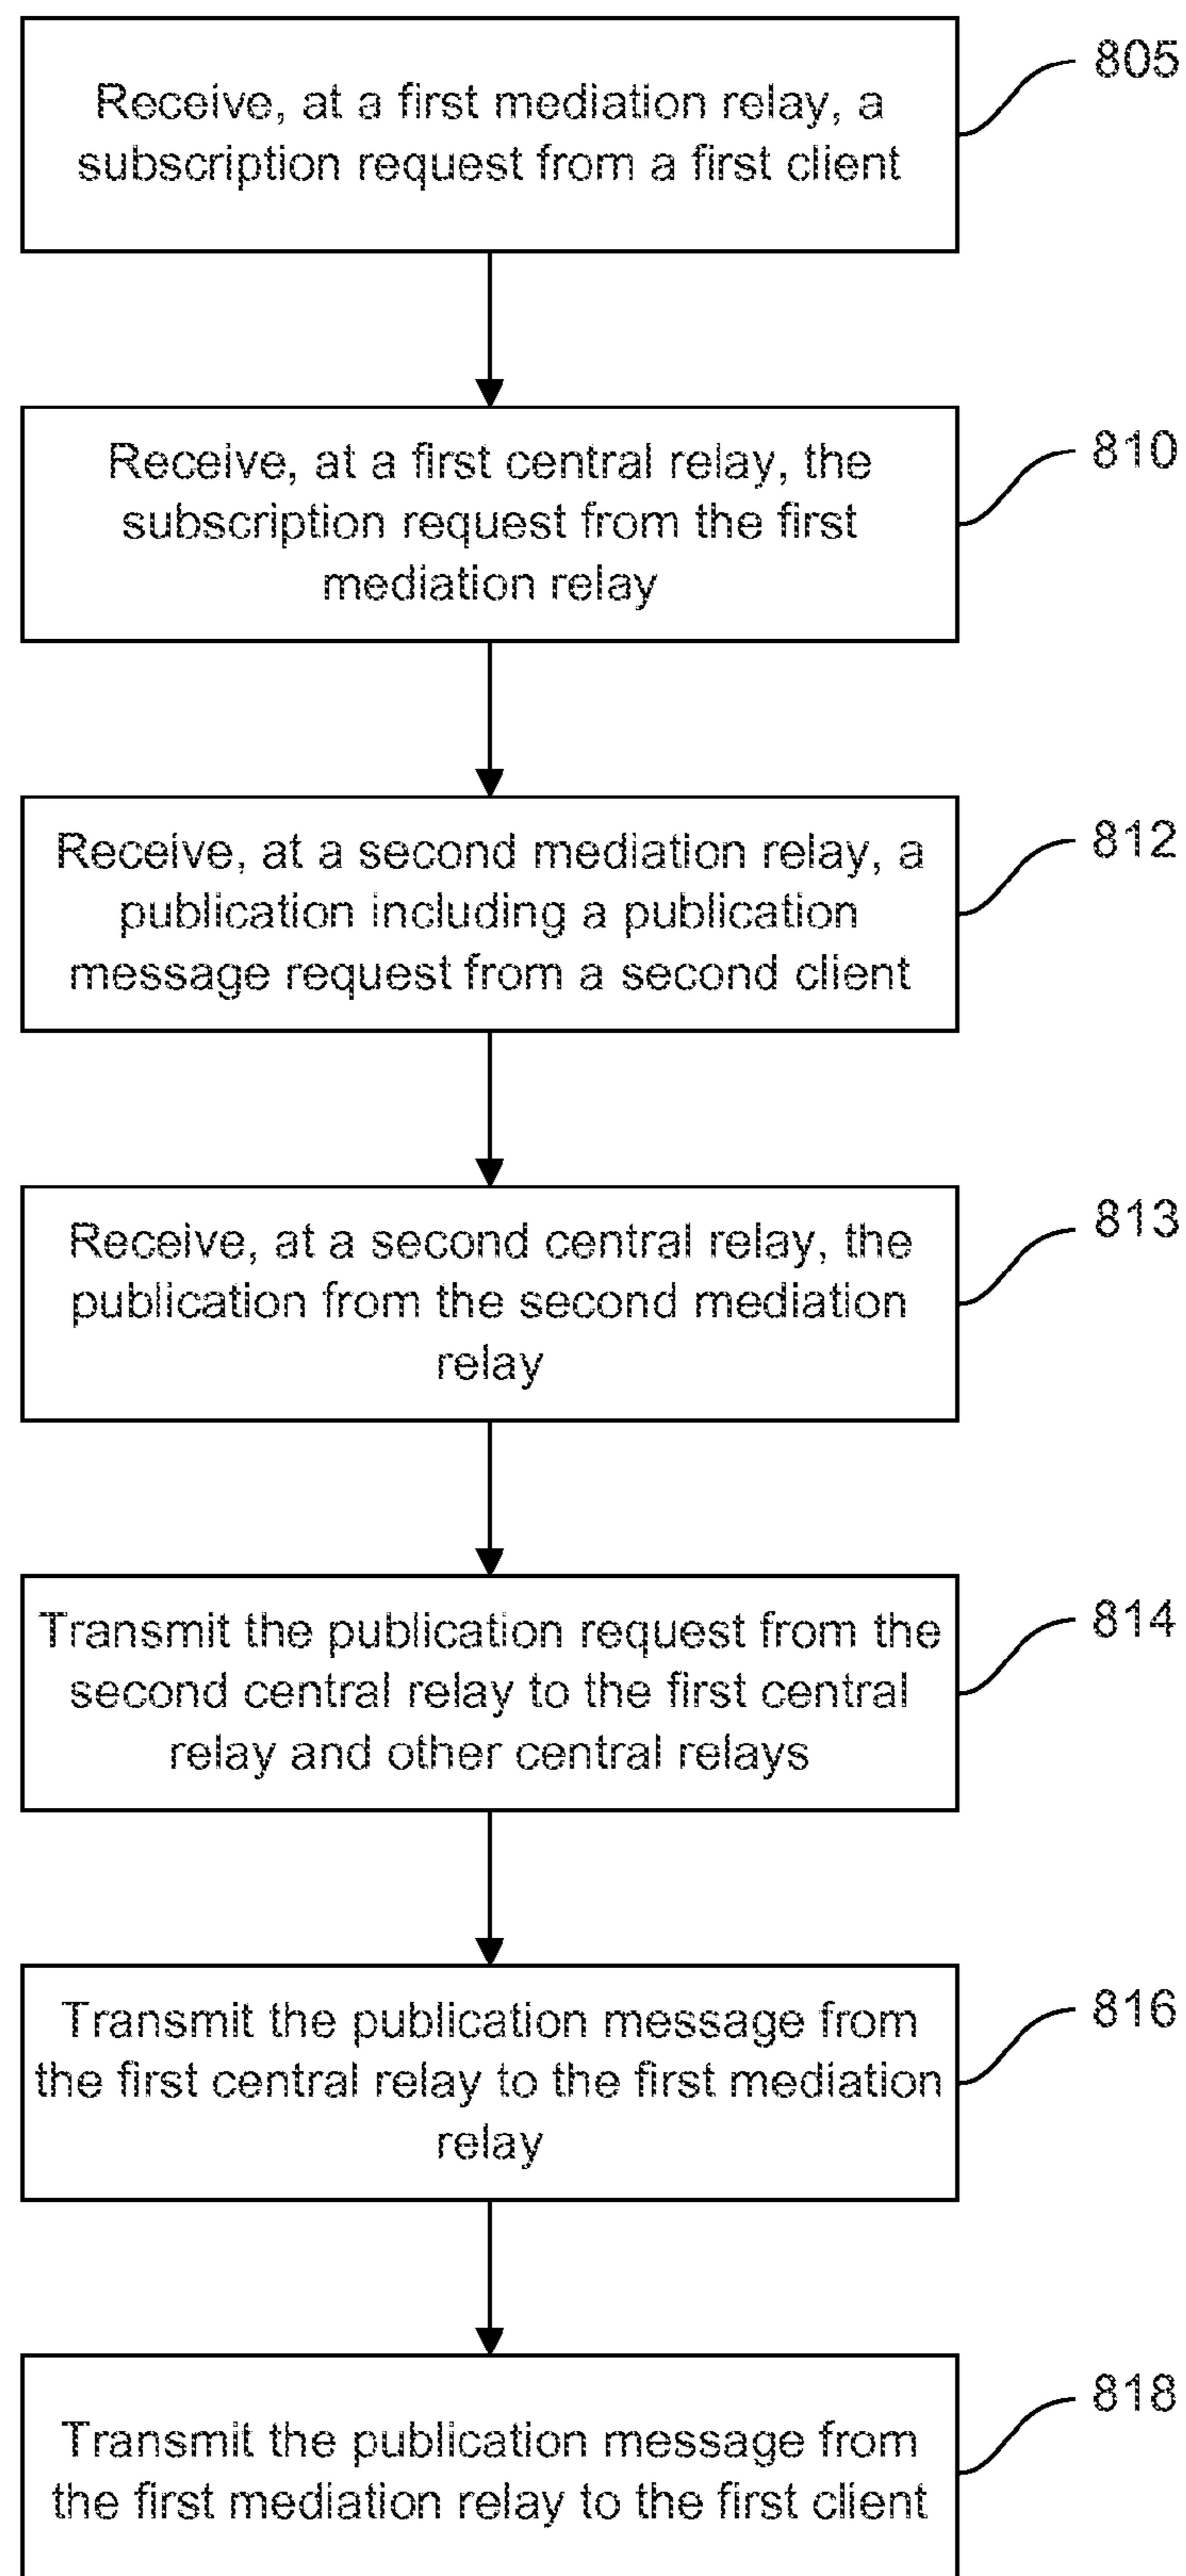 Receive, at a first mediation relay, a
subscription request from a first client
805
Receive, at a first central relay, the
subscription request from the first
mediation relay
810
Receive, at a second mediation relay, a
publication including a publication
message request from a second client
812
Receive, at a second central relay, the
publication from the second mediation
relay
813
Transmit the publication request from the
second central relay to the first central
relay and other central relays
814
Transmit the publication message from
the first central relay to the first mediation
relay
816
Transmit the publication message from
the first mediation relay to the first client
818